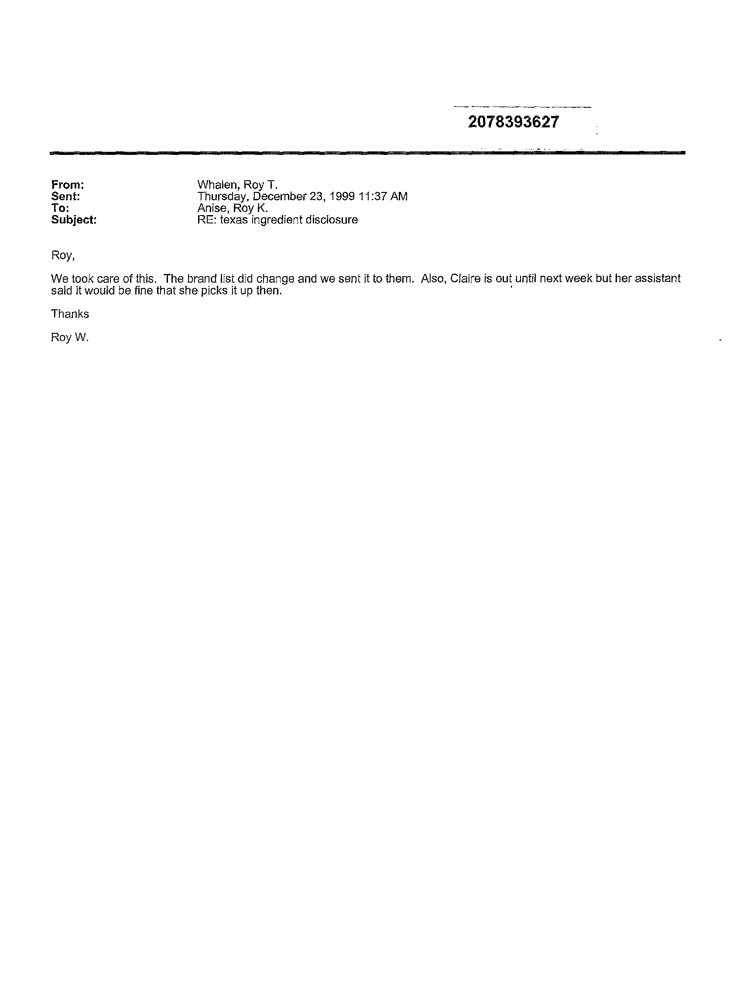 2078393627
From: Whalen, Roy T.
Sent: Thursday, December 23, 1999 11:37 AM
To: Anise, Roy K.
Subject: RE: texas ingredient disclosure
Roy,
We took care of this. The brand list did change and we sent it to them. Also, Claire is out until next week but her assistant
said it would be fine that she picks it up then.
Thanks
Roy W.